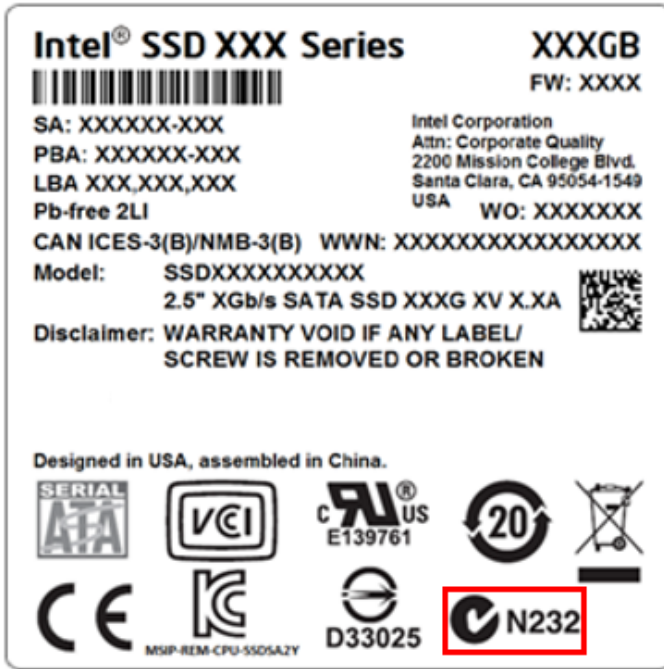 Intel® SSD XXX Series XXXGB
FW: XXXX
SA: XXXXXX-XXX
PBA: XXXXXX-XXX
LBA XXX,XXX,XXX
Pb-free 2LI
Intel Corporation
Attn: Corporate Quality
2200 Mission College Blvd.
Santa Clara, CA 95054-1549
USA
WO: XXXXXXX
CAN ICES-3(B)/NMB-3(B) WWN: XXXXXXXXXXXXXXXX
Model: SSDXXXXXXXXXX
2.5" XGb/s SATA SSD XXXG XV X.XA
Disclaimer: WARRANTY VOID IF ANY LABEL/
SCREW IS REMOVED OR BROKEN
Designed in USA, assembled in China.
SERIAL
ATA
VCI
C RU ® US
E139761
20
CE
KC
MSIP-REM-CPU-SSDSA2Y
D33025
N232